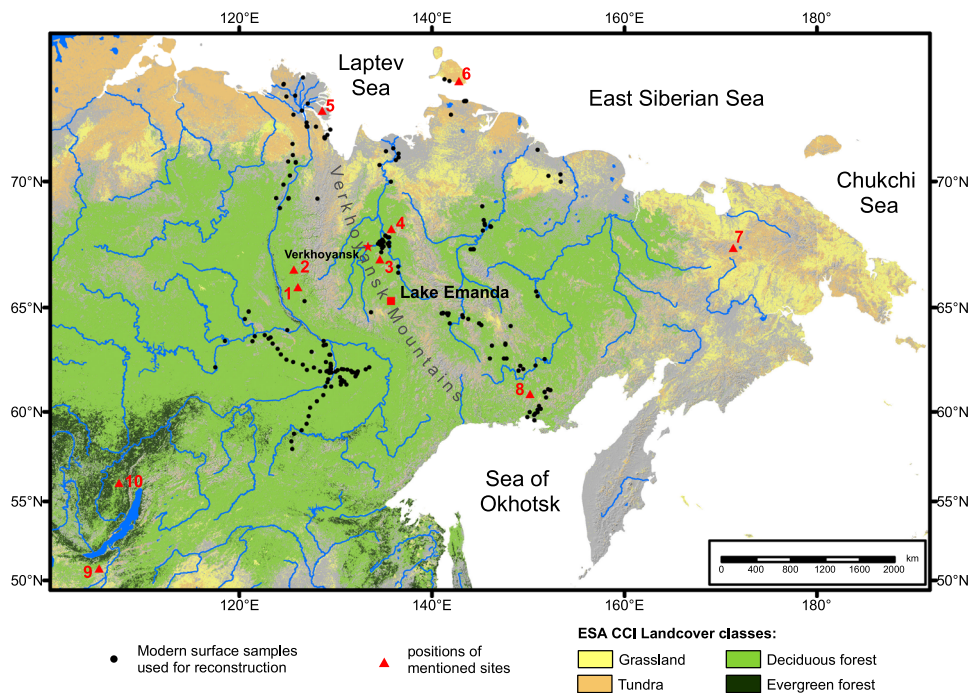 120°E 140°E 160°E 180°
Laptev
Sea
6
5
East Siberian Sea
70°N 70°N
Chukchi
Sea
Verkhoyansk Mountains
4
7
Verkhoyansk
3
2
1
Lake Emanda
65°N 65°N
8
60°N 60°N
10
Sea of
Okhotsk
55°N 55°N
9
50°N 50°N
km
0 400 800 1200 1600 2000
120°E 140°E 160°E 180°
Modern surface samples
used for reconstruction
positions of
mentioned sites
ESA CCI Landcover classes:
Grassland Deciduous forest
Tundra Evergreen forest